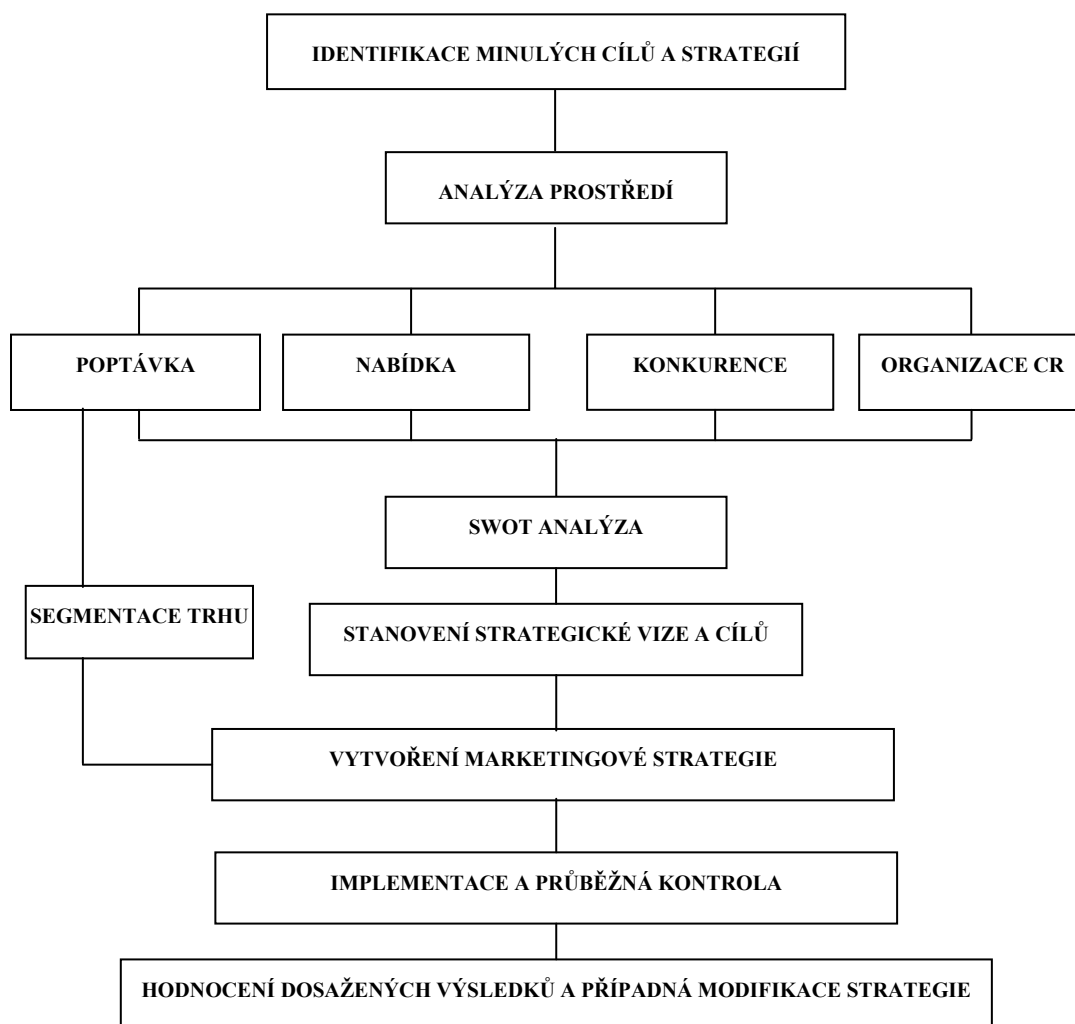 IDENTIFIKACE MINULÝCH CÍLŮ A STRATEGIÍ
ANALÝZA PROSTŘEDÍ
POPTÁVKA
NABÍDKA
KONKURENCE
ORGANIZACE CR
SWOT ANALÝZA
SEGMENTACE TRHU
STANOVENÍ STRATEGICKÉ VIZE A CÍLŮ
VYTVOŘENÍ MARKETINGOVÉ STRATEGIE
IMPLEMENTACE A PRŮBĚŽNÁ KONTROLA
HODNOCENÍ DOSAŽENÝCH VÝSLEDKŮ A PŘÍPADNÁ MODIFIKACE STRATEGIE